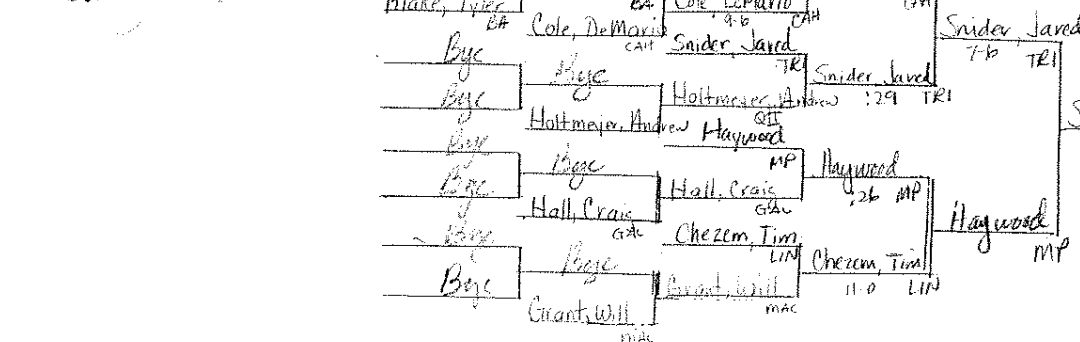 Blake, Tyler
BA
Cole, DeMario
CAH
BA
Cole, DeMario
9-6
CAH
Snider, Jared
TRI
Snider, Jared
7-6
TRI
Bye
Bye
Bye
Holtmeyer, Andrew
Holtmeyer, Andrew
Snider, Jared
:29
TRI
Haywood
MP
Bye
Bye
Bye
Hall, Craig
GAL
Hall, Craig
GAL
Haywood
:26
MP
Haywood
MP
Chezem, Tim
LIN
Bye
Bye
Bye
Grant, Will
MAC
Grant, Will
MAC
Chezem, Tim
11-0
LIN
S